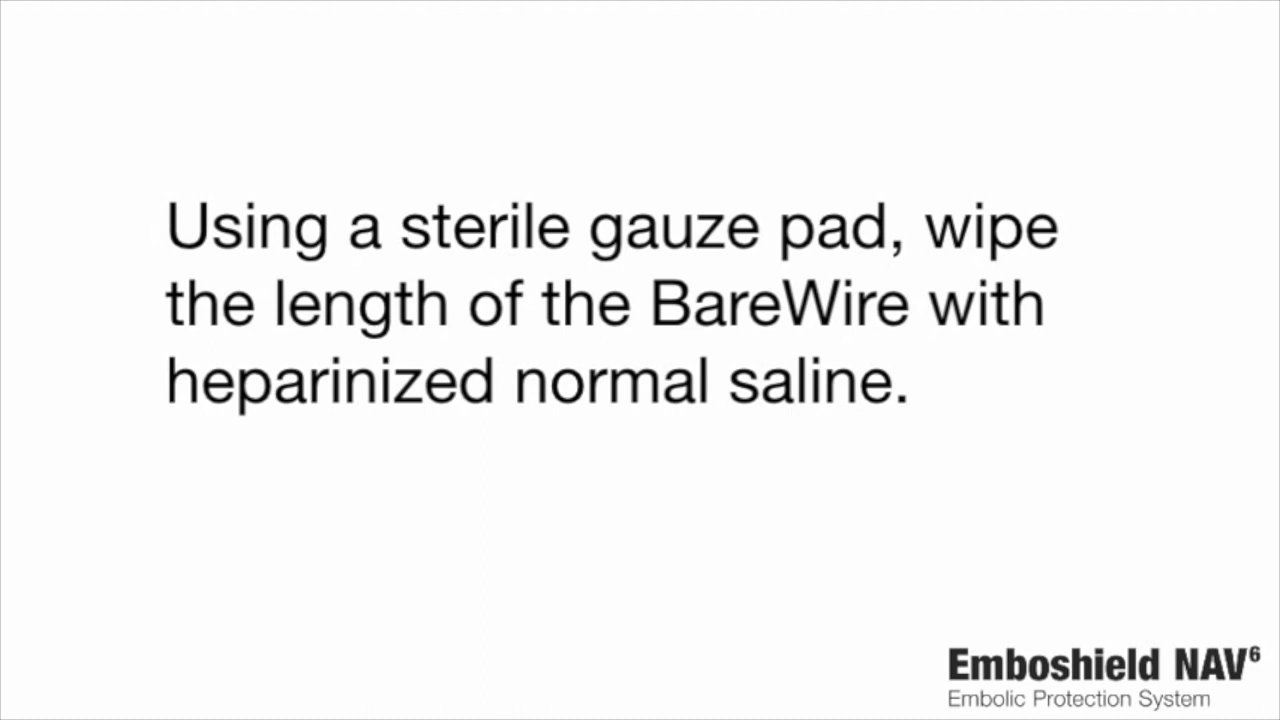 Using a sterile gauze pad, wipe
the length of the BareWire with
heparinized normal saline.
Emboshield NAV⁶
Embolic Protection System